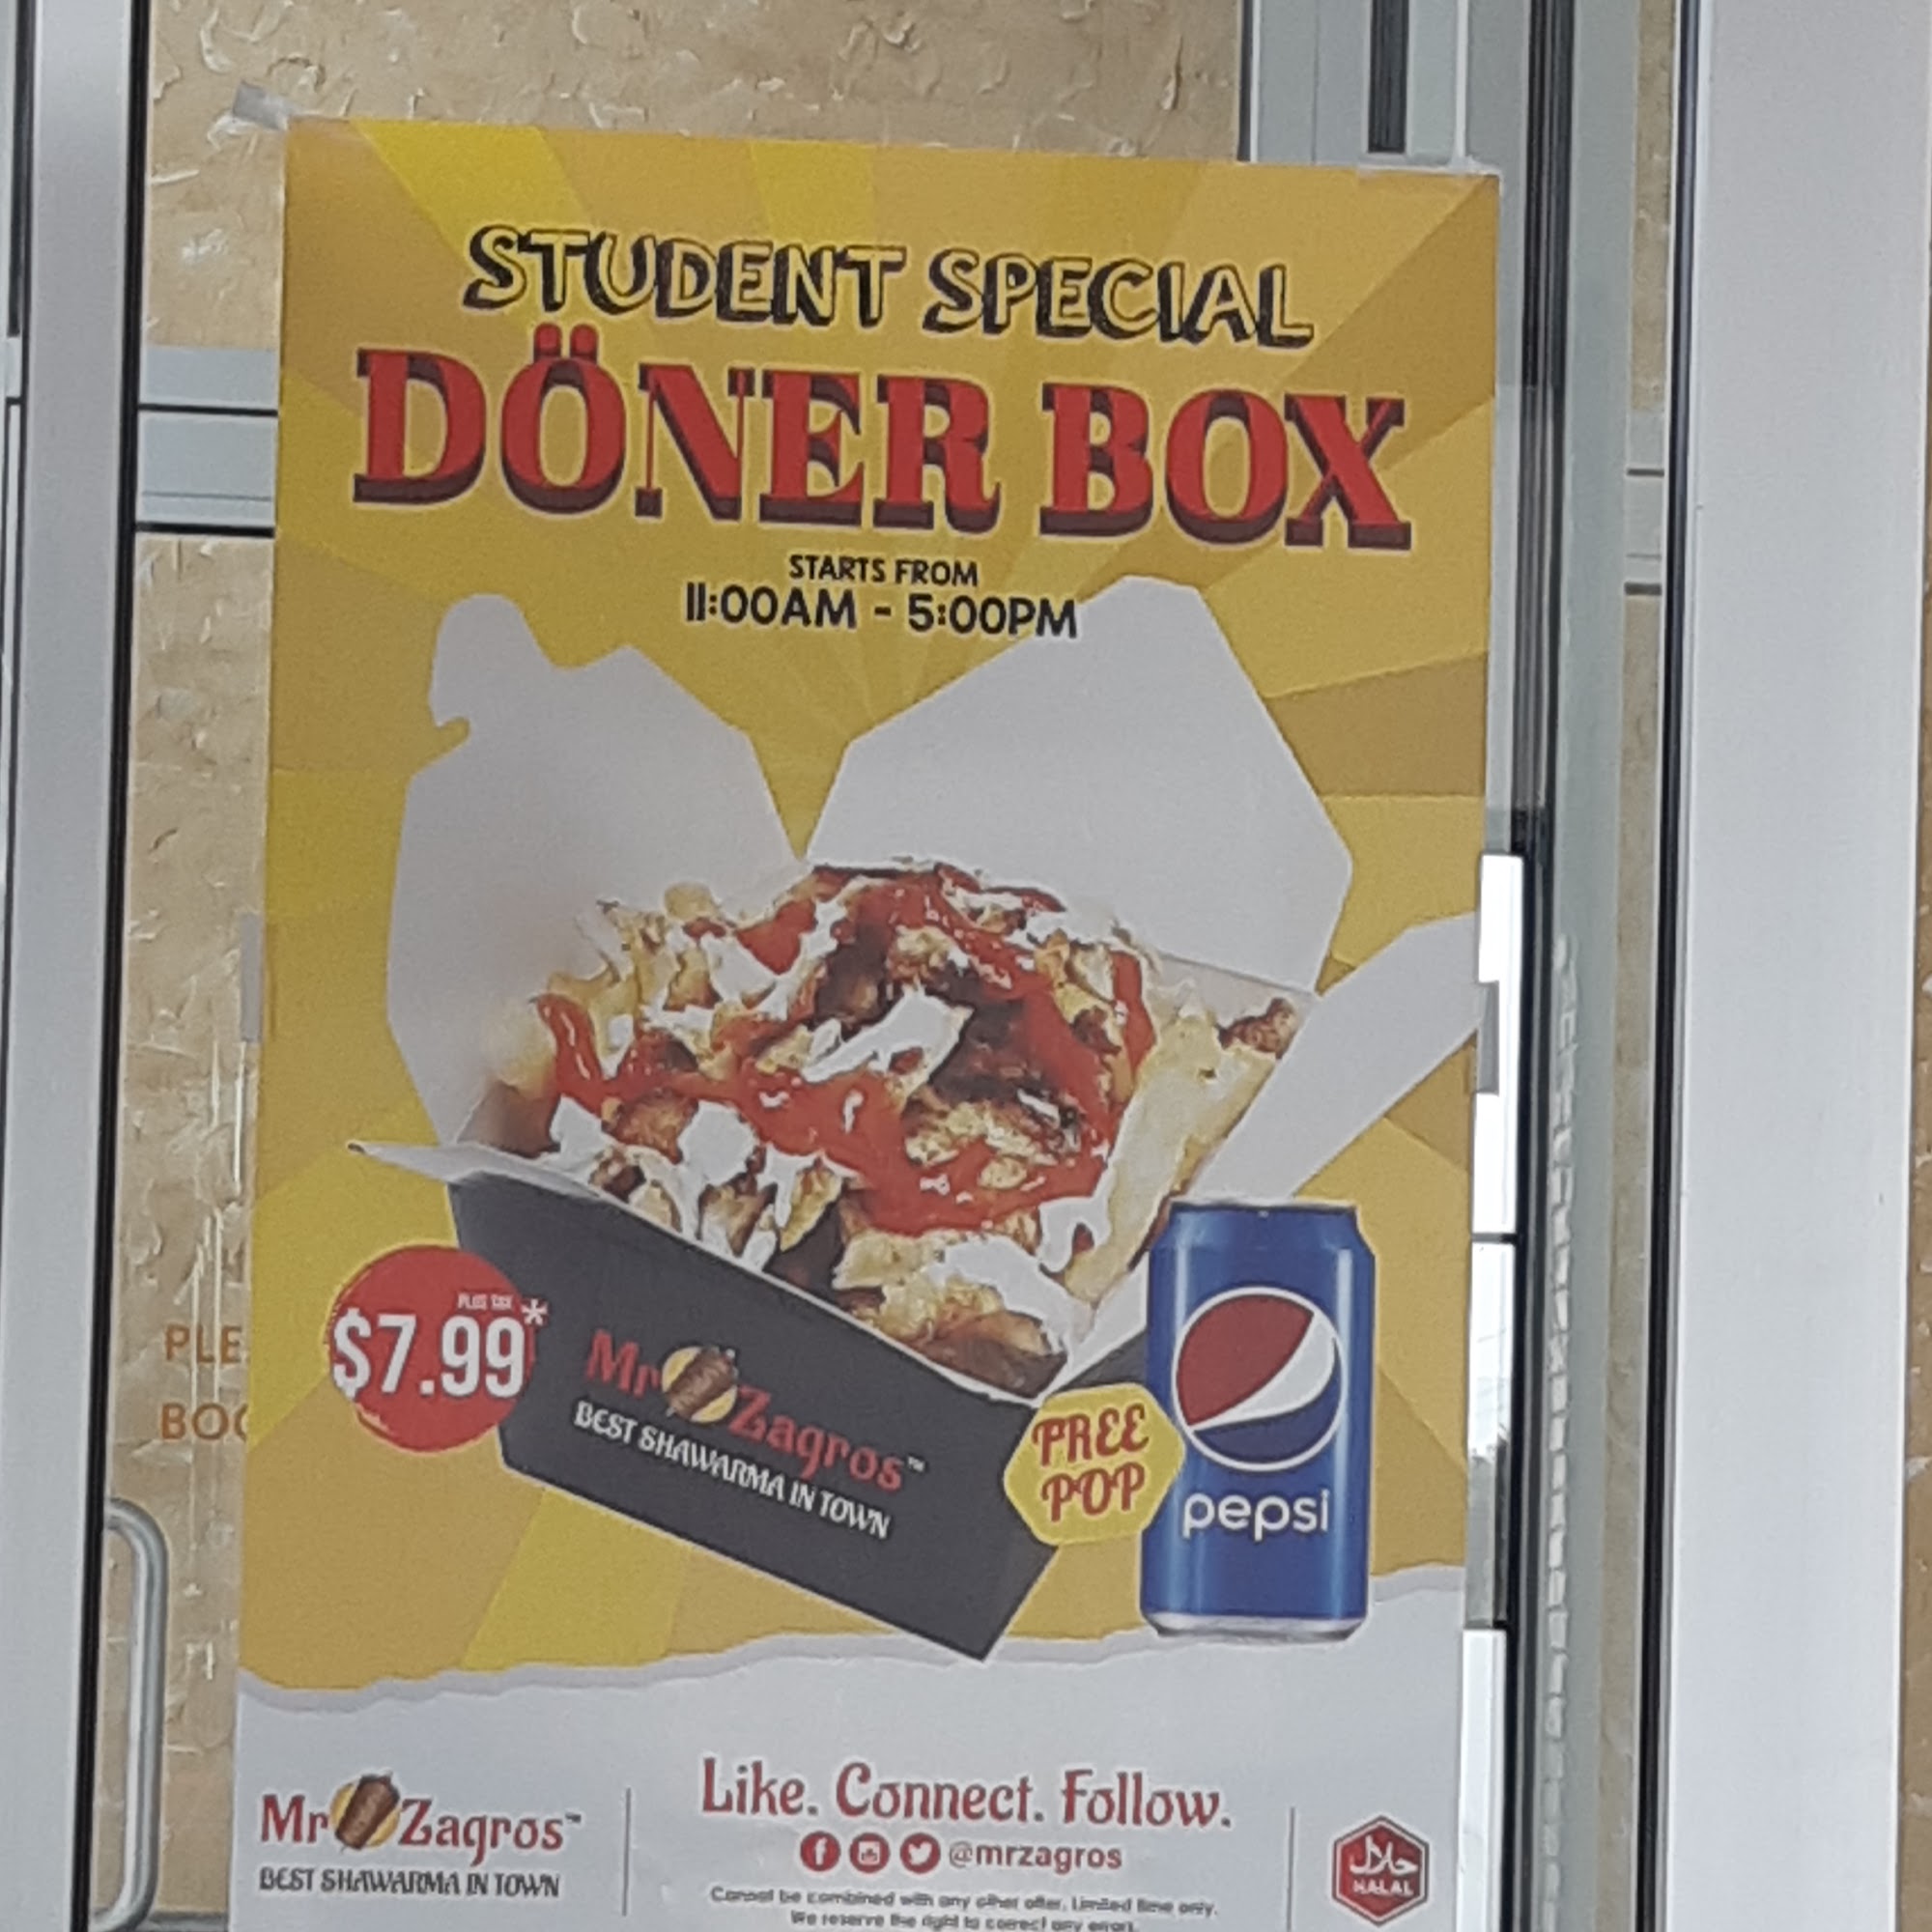 STUDENT SPECIAL
DÖNER BOX
STARTS FROM
11:00AM - 5:00PM
PLUS TAX
$7.99*
PLE
BOO
Mr Zagros™
BEST SHAWARMA IN TOWN
FREE
POP
pepsi
Mr Zagros™
BEST SHAWARMA IN TOWN
Like. Connect. Follow.
@mrzagros
Cannot be combined with any other offer. Limited time only.
We reserve the right to correct any errors.
حلال
HALAL